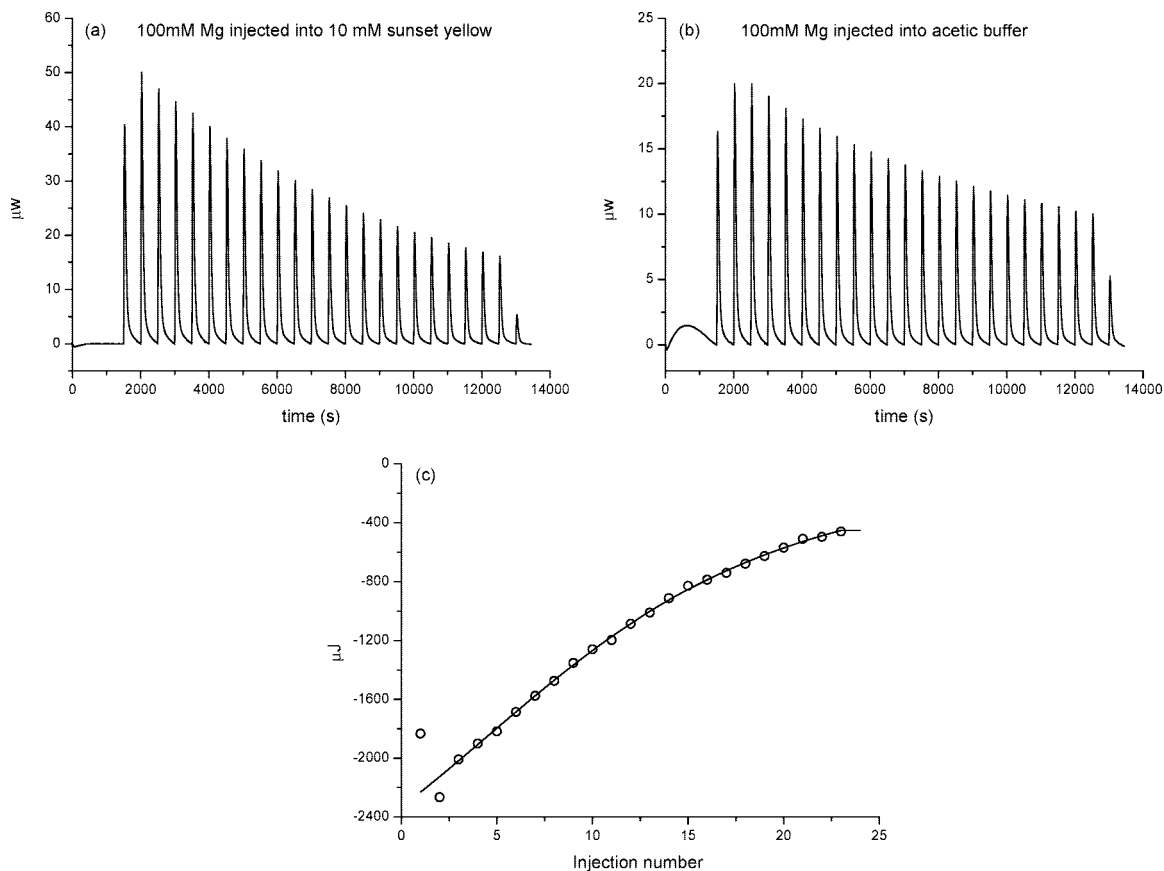 (a) 100mM Mg injected into 10 mM sunset yellow
60
50
40
30
20
10
0
µw
0 2000 4000 6000 8000 10000 12000 14000
time (s)
(b) 100mM Mg injected into acetic buffer
25
20
15
10
5
0
µw
0 2000 4000 6000 8000 10000 12000 14000
time (s)
(c)
0
-400
-800
-1200
-1600
-2000
-2400
µJ
0 5 10 15 20 25
Injection number